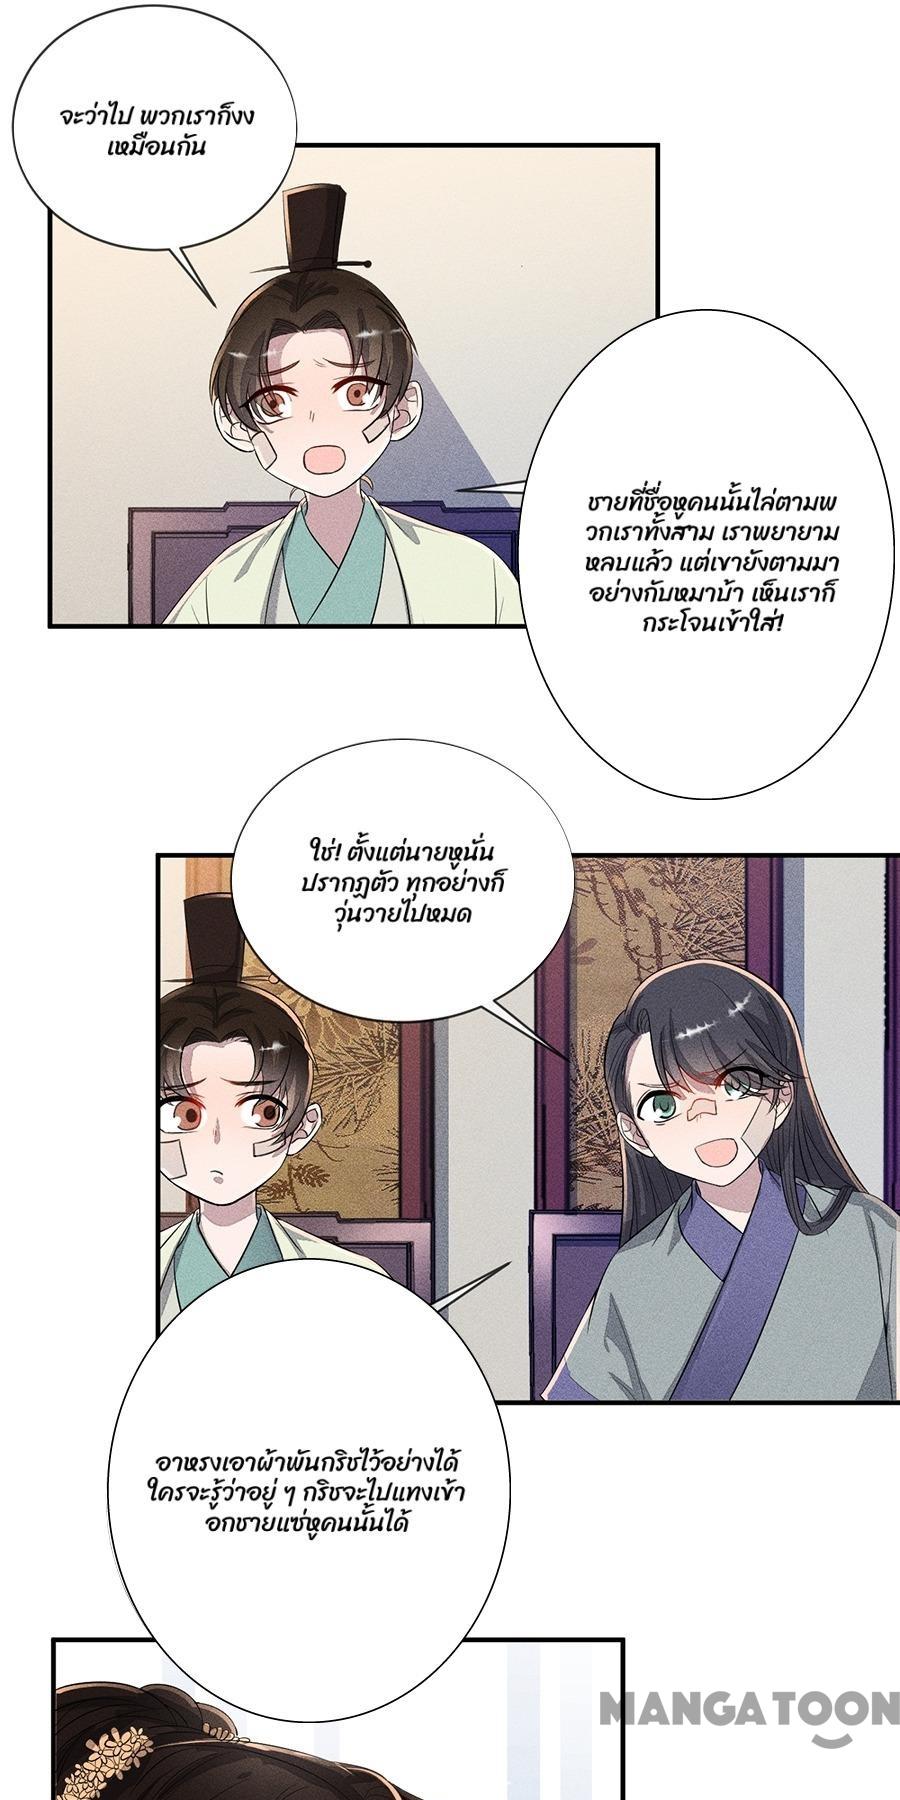 จะว่าไป พวกเราก็งง
เหมือนกัน
ชายที่ชื่อหูคนนั้นไล่ตามพ
วกเราทั้งสาม เราพยายาม
หลบแล้ว แต่เขายังตามมา
อย่างกับหมาบ้า เห็นเราก็
กระโจนเข้าใส่!
ใช่! ตั้งแต่นายหูนั่น
ปรากฏตัว ทุกอย่างก็
วุ่นวายไปหมด
อาหรงเอาผ้าพันกริชไว้อย่างได้
ใครจะรู้ว่าอยู่ ๆ กริชจะไปแทงเข้า
อกชายแซ่หูคนนั้นได้
MANGATOON